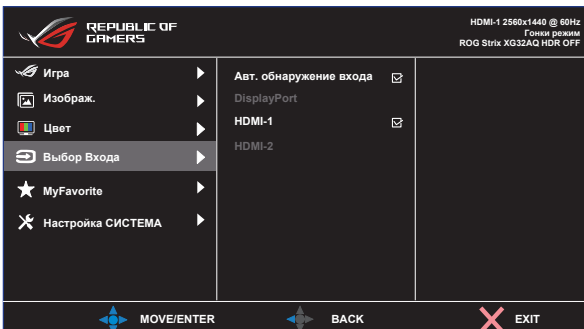 REPUBLIC OF
GAMERS
HDMI-1 2560x1440 @ 60Hz
Гонки режим
ROG Strix XG32AQ HDR OFF
Игра
Изображ.
Цвет
Выбор Входа
MyFavorite
Настройка СИСТЕМА
Авт. обнаружение входа
DisplayPort
HDMI-1
HDMI-2
MOVE/ENTER
BACK
EXIT